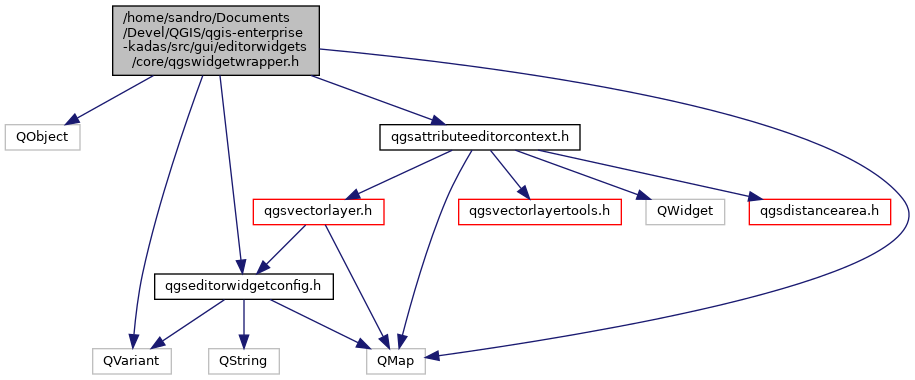 /home/sandro/Documents
/Devel/QGIS/qgis-enterprise
-kadas/src/gui/editorwidgets
/core/qgswidgetwrapper.h
QObject
qgsattributeeditorcontext.h
qgsvectorlayer.h
qgsvectorlayertools.h
QWidget
qgsdistancearea.h
qgseditorwidgetconfig.h
QVariant
QString
QMap